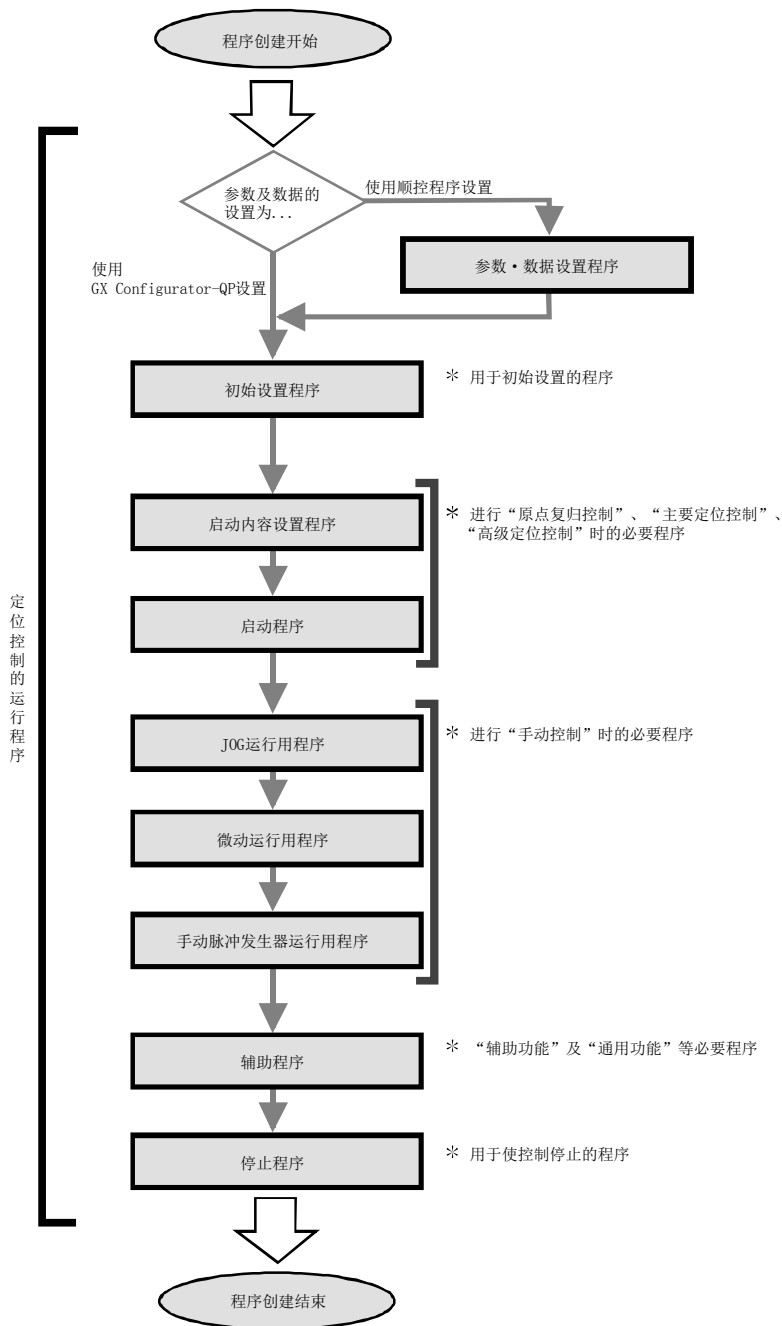 程序创建开始
参数及数据的
设置为...
使用顺控程序设置
参数·数据设置程序
使用
GX Configurator-QP设置
初始设置程序
＊ 用于初始设置的程序
启动内容设置程序
＊ 进行“原点复归控制”、“主要定位控制”、
“高级定位控制”时的必要程序
启动程序
定位控制的运行程序
JOG运行用程序
＊ 进行“手动控制”时的必要程序
微动运行用程序
手动脉冲发生器运行用程序
辅助程序
＊ “辅助功能”及“通用功能”等必要程序
停止程序
＊ 用于使控制停止的程序
程序创建结束